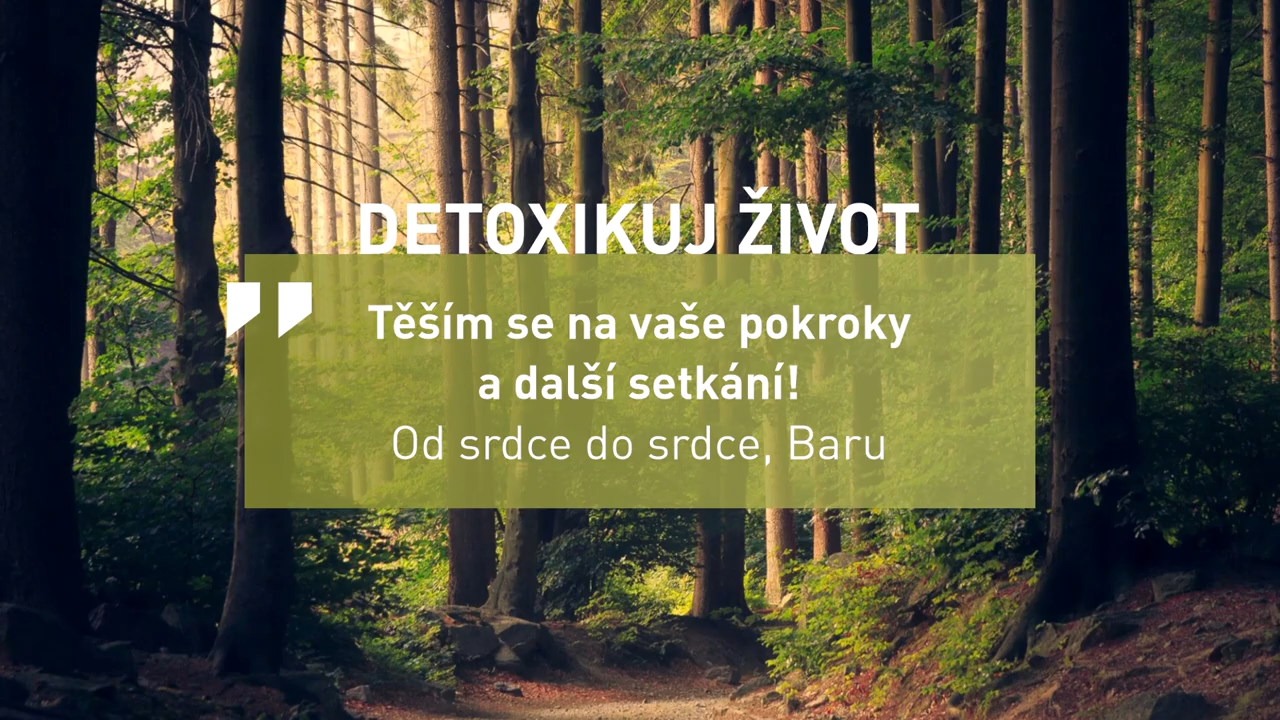 DETOXIKUJ ŽIVOT
Těším se na vaše pokroky
a další setkání!
Od srdce do srdce, Baru